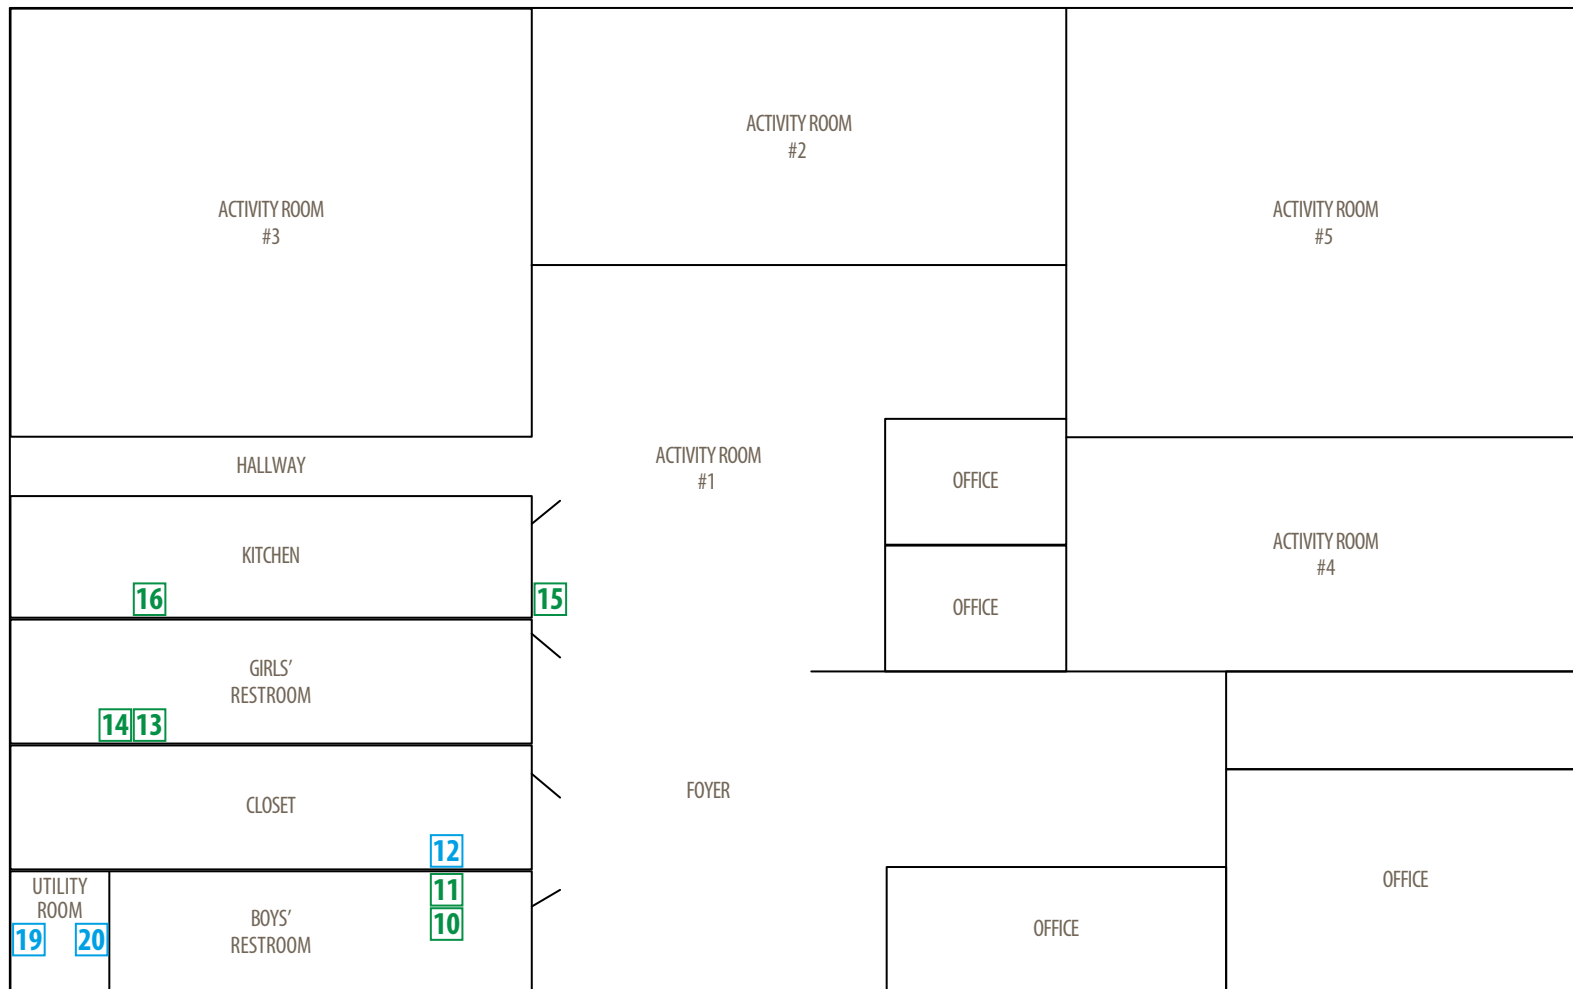 ACTIVITY ROOM
#2
ACTIVITY ROOM
#3
ACTIVITY ROOM
#5
HALLWAY
ACTIVITY ROOM
#1
OFFICE
ACTIVITY ROOM
#4
KITCHEN
16
15
OFFICE
GIRLS'
RESTROOM
14 13
CLOSET
FOYER
12
UTILITY
ROOM
19 20
11
10
BOYS'
RESTROOM
OFFICE
OFFICE